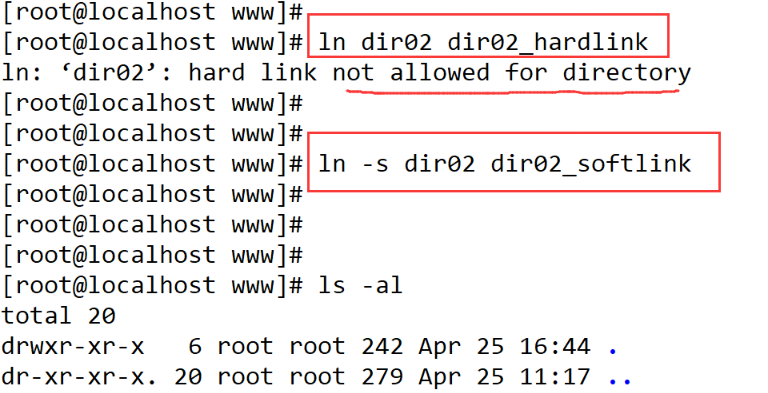 [root@localhost www]#
[root@localhost www]# ln dir02 dir02_hardlink
ln: ‘dir02’: hard link not allowed for directory
[root@localhost www]#
[root@localhost www]#
[root@localhost www]# ln -s dir02 dir02_softlink
[root@localhost www]#
[root@localhost www]#
[root@localhost www]#
[root@localhost www]# ls -al
total 20
drwxr-xr-x   6 root root 242 Apr 25 16:44 .
dr-xr-xr-x. 20 root root 279 Apr 25 11:17 ..